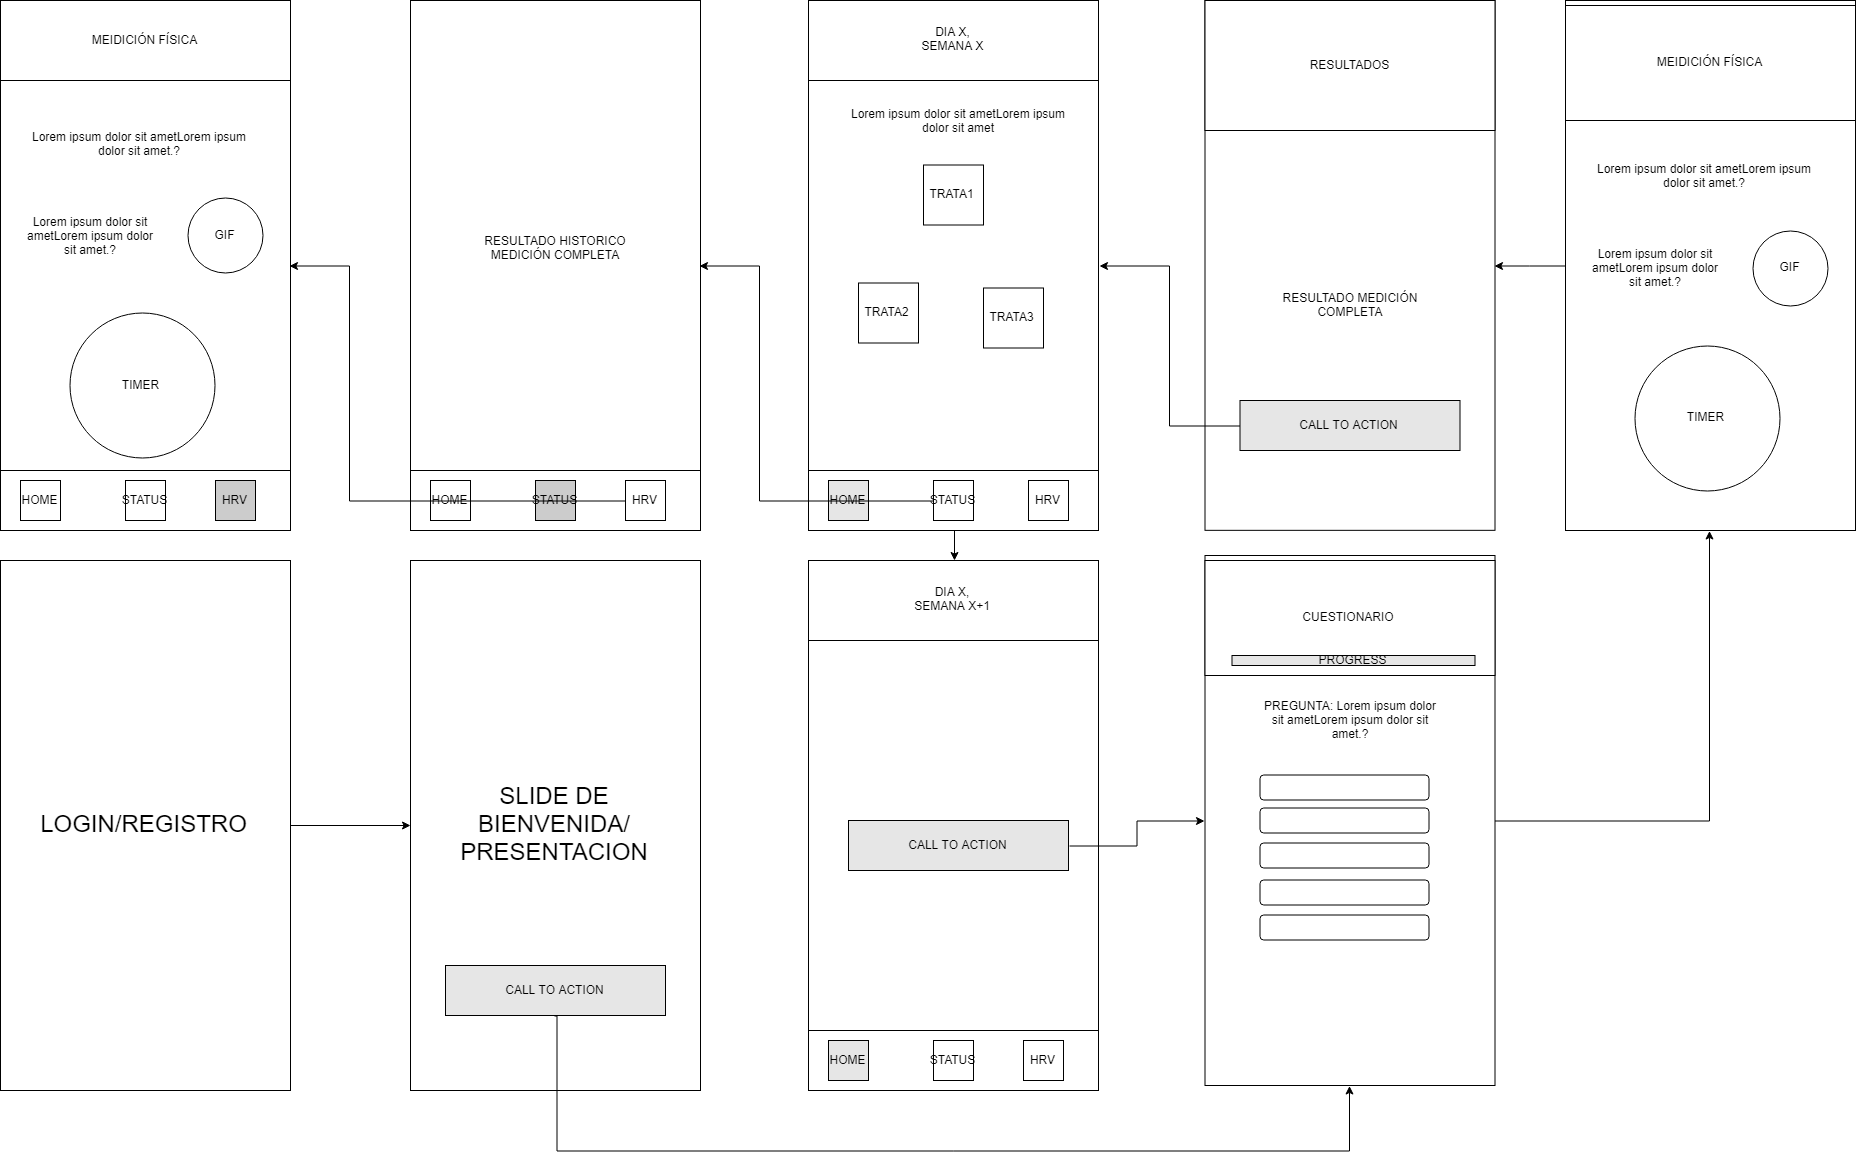 MEIDICIÓN FÍSICA
Lorem ipsum dolor sit ametLorem ipsum
dolor sit amet.?
Lorem ipsum dolor sit
ametLorem ipsum dolor
sit amet.?
GIF
TIMER
HOME
STATUS
HRV
RESULTADO HISTORICO
MEDICIÓN COMPLETA
HOME
STATUS
HRV
DIA X,
SEMANA X
Lorem ipsum dolor sit ametLorem ipsum
dolor sit amet
TRATA1
TRATA2
TRATA3
HOME
STATUS
HRV
RESULTADOS
RESULTADO MEDICIÓN
COMPLETA
CALL TO ACTION
MEIDICIÓN FÍSICA
Lorem ipsum dolor sit ametLorem ipsum
dolor sit amet.?
Lorem ipsum dolor sit
ametLorem ipsum dolor
sit amet.?
GIF
TIMER
LOGIN/REGISTRO
SLIDE DE
BIENVENIDA/
PRESENTACION
CALL TO ACTION
DIA X,
SEMANA X+1
CALL TO ACTION
HOME
STATUS
HRV
CUESTIONARIO
PROGRESS
PREGUNTA: Lorem ipsum dolor
sit ametLorem ipsum dolor sit
amet.?